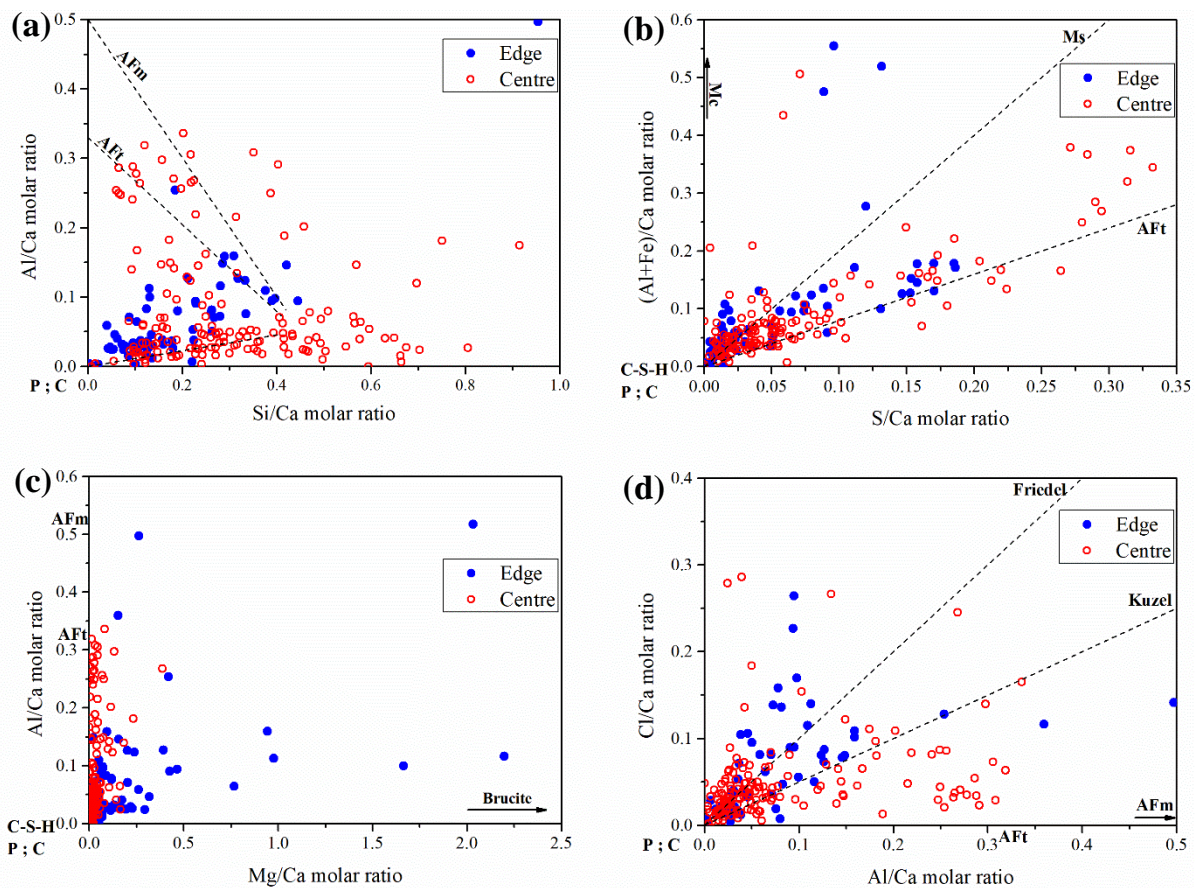 (a)
0.5
0.4
0.3
0.2
0.1
0.0
Al/Ca molar ratio
AFm
AFt
Edge
Centre
P ; C
0.0 0.2 0.4 0.6 0.8 1.0
Si/Ca molar ratio
(b)
0.6
0.5
0.4
0.3
0.2
0.1
0.0
(Al+Fe)/Ca molar ratio
Mc
Ms
Edge
Centre
AFt
C-S-H
P ; C
0.00 0.05 0.10 0.15 0.20 0.25 0.30 0.35
S/Ca molar ratio
(c)
0.6
0.5
0.4
0.3
0.2
0.1
0.0
Al/Ca molar ratio
AFm
AFt
Edge
Centre
Brucite
C-S-H
P ; C
0.0 0.5 1.0 1.5 2.0 2.5
Mg/Ca molar ratio
(d)
0.4
0.3
0.2
0.1
0.0
Cl/Ca molar ratio
Friedel
Edge
Centre
Kuzel
AFm
P ; C
AFt
0.0 0.1 0.2 0.3 0.4 0.5
Al/Ca molar ratio